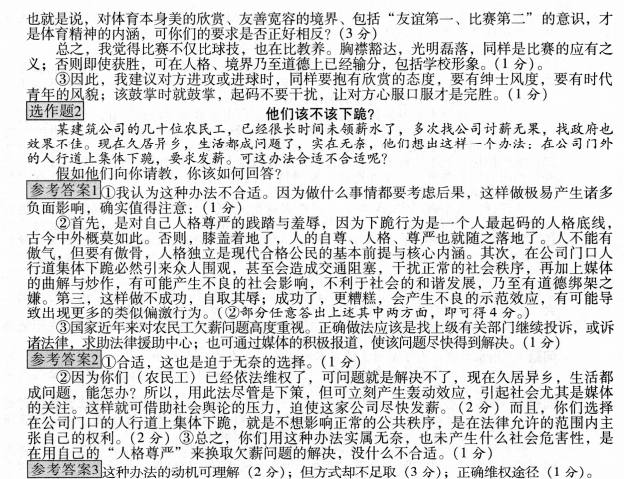 也就是说，对体育本身美的欣赏、友善宽容的境界、包括“友谊第一、比赛第二”的意识，才
是体育精神的内涵，可你们的要求是否正好相反？（3 分）
总之，我觉得比赛不仅比球技，也在比教养。胸襟豁达，光明磊落，同样是比赛的应有之
义；否则即使获胜，可在人格、境界乃至道德上已经输分，包括学校形象。（1 分）。
③因此，我建议对方进攻或进球时，同样要抱有欣赏的态度，要有绅士风度，要有时代
青年的风貌；该鼓掌时就鼓掌，起码不要干扰，让对方心服口服才是完胜。（1 分）
选作题2 他们该不该下跪？
某建筑公司的几十位农民工，已经很长时间未领薪水了，多次找公司讨薪无果，找政府也
效果不佳。现在久居异乡，生活都成问题了，实在无奈，他们想出这样一个办法：在公司门外
的人行道上集体下跪，要求发薪。可这办法合适不合适呢？
假如他们向你请教，你该如何回答？
参考答案1①我认为这种办法不合适。因为做什么事情都要考虑后果，这样做极易产生诸多
负面影响，确实值得注意：（1 分）
②首先，是对自己人格尊严的践踏与羞辱，因为下跪行为是一个人最起码的人格底线，
古今中外概莫如此。否则，膝盖着地了，人的自尊、人格、尊严也就随之落地了。人不能有
傲气，但要有傲骨，人格独立是现代合格公民的基本前提与核心内涵。其次，在公司门口人
行道集体下跪必然引来众人围观，甚至会造成交通阻塞，干扰正常的社会秩序，再加上媒体
的曲解与炒作，有可能产生不良的社会影响，不利于社会的和谐发展，乃至有道德绑架之
嫌。第三，这样做不成功，自取其辱；成功了，更糟糕，会产生不良的示范效应，有可能导
致出现更多的类似偏激行为。（②部分任意答出上述其中两方面，即可得4 分。）
③国家近年来对农民工欠薪问题高度重视。正确做法应该是找上级有关部门继续投诉，或诉
诸法律，求助法律援助中心；也可通过媒体的积极报道，使该问题尽快得到解决。（1 分）
参考答案2①合适，这也是迫于无奈的选择。（1 分）
②因为你们（农民工）已经依法维权了，可问题就是解决不了，现在久居异乡，生活都
成问题，能怎办？所以，用此法尽管是下策，但可立刻产生轰动效应，引起社会尤其是媒体
的关注。这样就可借助社会舆论的压力，迫使这家公司尽快发薪。（2 分）而且，你们选择
在公司门口的人行道上集体下跪，就是不想影响正常的公共秩序，是在法律允许的范围内主
张自己的权利。（2 分）③总之，你们用这种办法实属无奈，也未产生什么社会危害性，是
在用自己的“人格尊严”来换取欠薪问题的解决，没什么不合适。（1 分）
参考答案3这种办法的动机可理解（2 分）；但方式却不足取（3 分）；正确维权途径（1 分）。